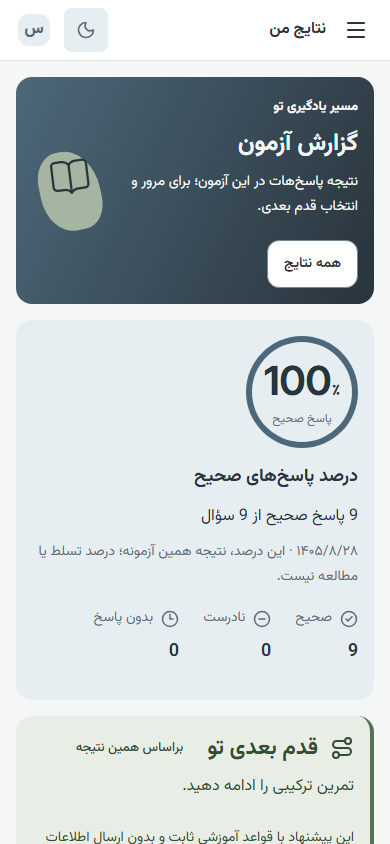 نتایج من
س
مسیر یادگیری تو
گزارش آزمون
نتیجه پاسخ‌هات در این آزمون؛ برای مرور و
انتخاب قدم بعدی.
همه نتایج
100٪
پاسخ صحیح
درصد پاسخ‌های صحیح
9 پاسخ صحیح از 9 سؤال
۱۴۰۵/۸/۲۸ · این درصد، نتیجه همین آزمونه؛ درصد تسلط یا
مطالعه نیست.
صحیح نادرست بدون پاسخ
9 0 0
قدم بعدی تو براساس همین نتیجه
تمرین ترکیبی را ادامه دهید.
این پیشنهاد با قواعد آموزشی ثابت و بدون ارسال اطلاعات